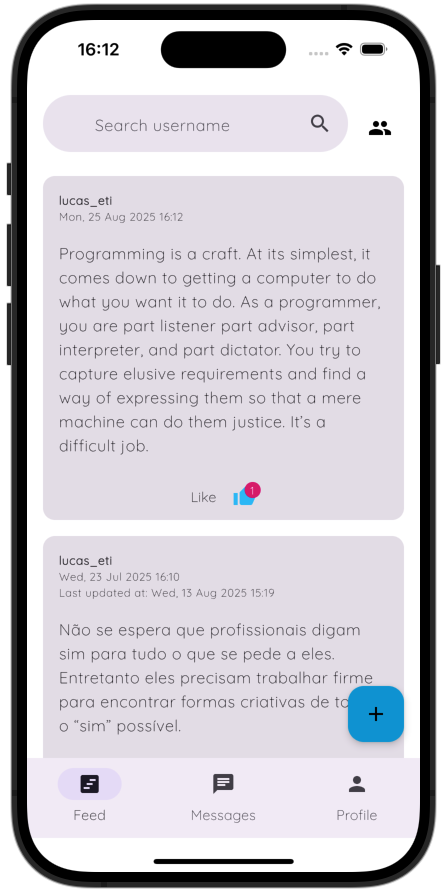 16:12
Search username
lucas_eti
Mon, 25 Aug 2025 16:12
Programming is a craft. At its simplest, it
comes down to getting a computer to do
what you want it to do. As a programmer,
you are part listener part advisor, part
interpreter, and part dictator. You try to
capture elusive requirements and find a
way of expressing them so that a mere
machine can do them justice. It's a
difficult job.
Like 1
lucas_eti
Wed, 23 Jul 2025 16:10
Last updated at: Wed, 13 Aug 2025 15:19
Não se espera que profissionais digam
sim para tudo o que se pede a eles.
Entretanto eles precisam trabalhar firme
para encontrar formas criativas de
o “sim” possível.
Feed Messages Profile